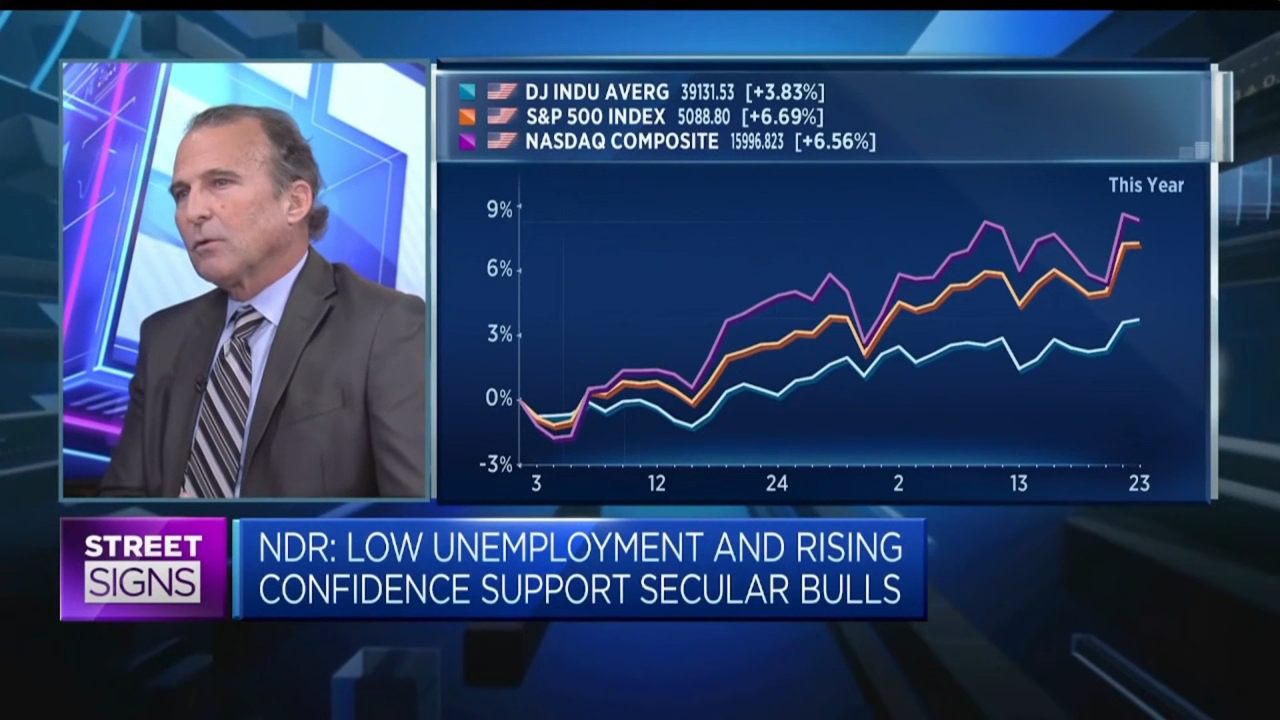 DJ INDU AVERG 39131.53 [+3.83%]
S&P 500 INDEX 5088.80 [+6.69%]
NASDAQ COMPOSITE 15996.823 [+6.56%]
This Year
9%
6%
3%
0%
-3%
3 12 24 2 13 23
STREET
SIGNS
NDR: LOW UNEMPLOYMENT AND RISING
CONFIDENCE SUPPORT SECULAR BULLS